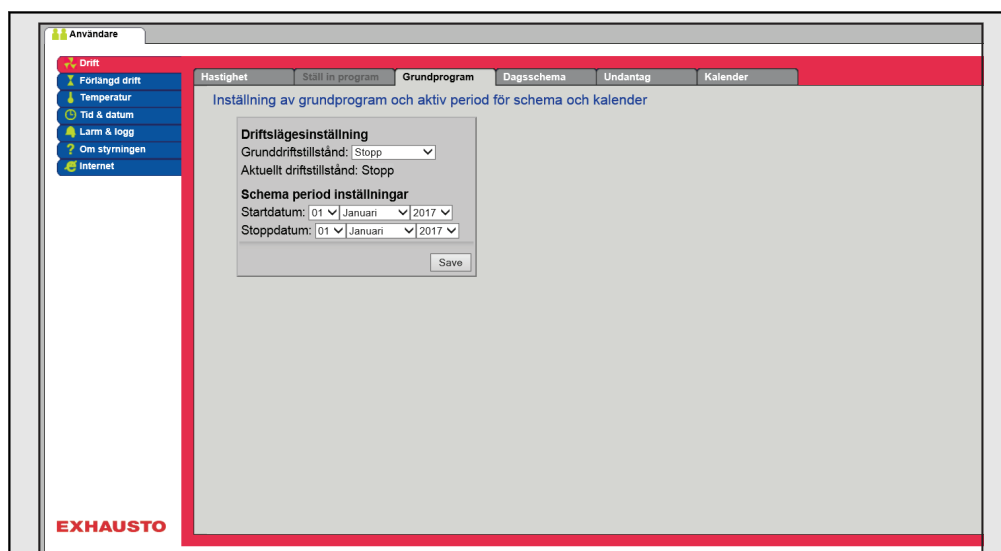 Användare
Drift
Förlängd drift
Temperatur
Tid & datum
Larm & logg
Om styrningen
Internet
Hastighet Ställ in program Grundprogram Dagsschema Undantag Kalender
Inställning av grundprogram och aktiv period för schema och kalender
Driftslägesinställning
Grunddriftstillstånd: Stopp
Aktuellt driftstillstånd: Stopp
Schema period inställningar
Startdatum: 01 Januari 2017
Stoppdatum: 01 Januari 2017
Save
EXHAUSTO